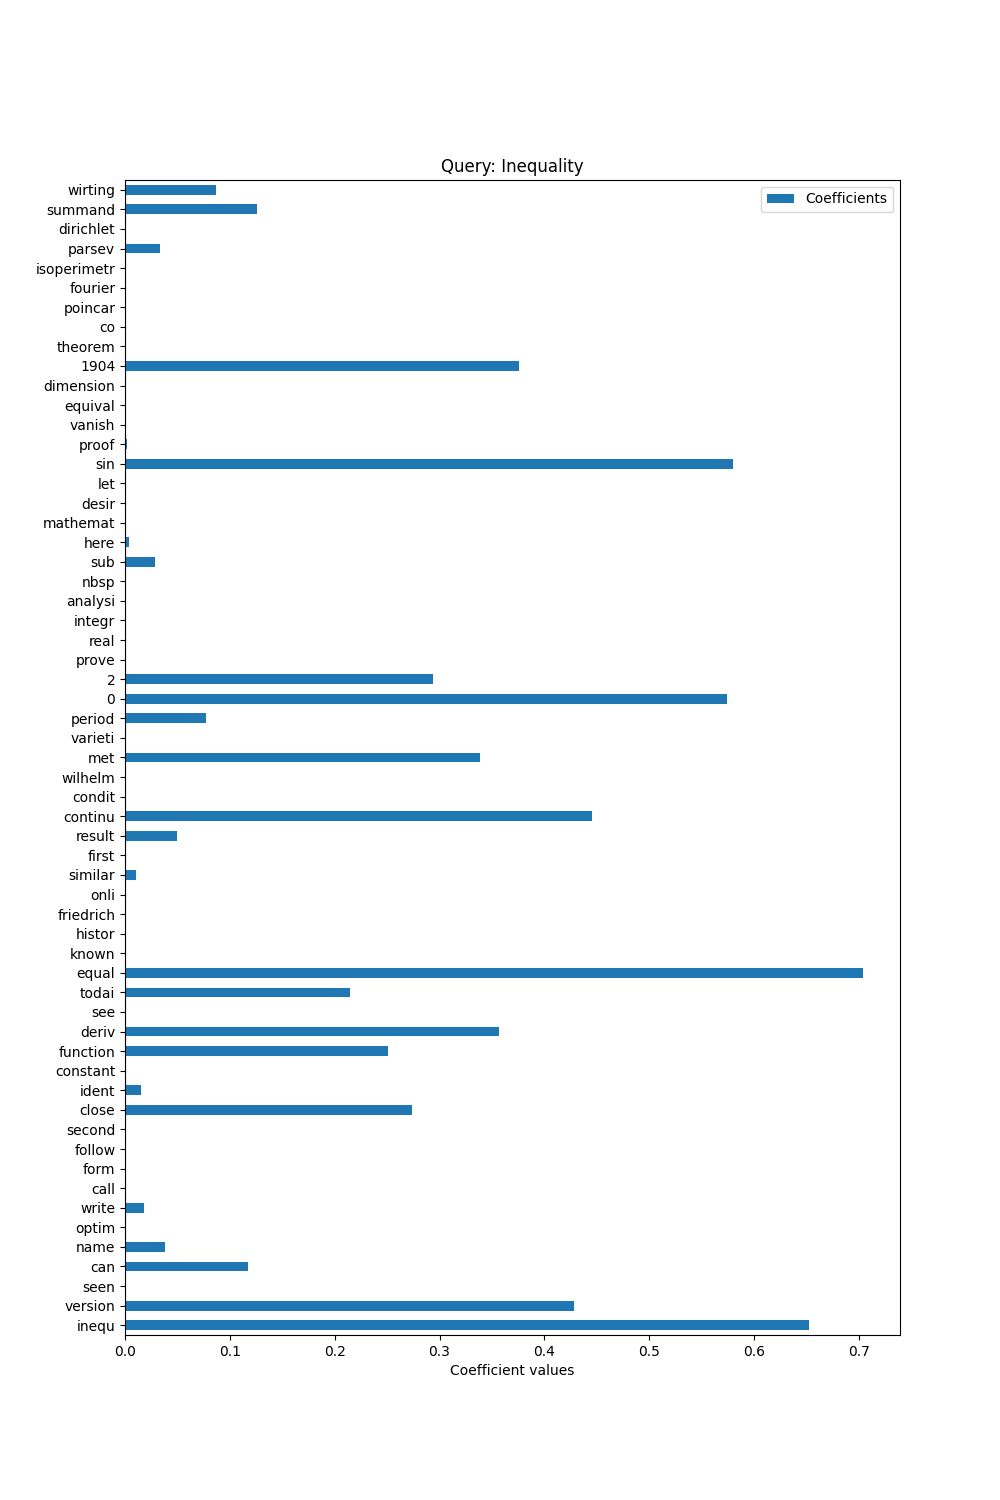 Query: Inequality
Coefficients
wirting
summand
dirichlet
parsev
isoperimetr
fourier
poincar
co
theorem
1904
dimension
equival
vanish
proof
sin
let
desir
mathemat
here
sub
nbsp
analysi
integr
real
prove
2
0
period
varieti
met
wilhelm
condit
continu
result
first
similar
onli
friedrich
histor
known
equal
todai
see
deriv
function
constant
ident
close
second
follow
form
call
write
optim
name
can
seen
version
inequ
0.0 0.1 0.2 0.3 0.4 0.5 0.6 0.7
Coefficient values